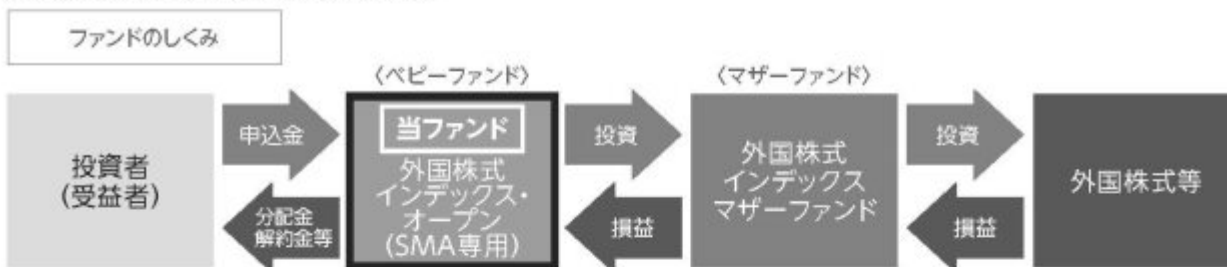 ファンドのしくみ
〈ベビーファンド〉
〈マザーファンド〉
投資者
(受益者)
申込金
分配金
解約金等
当ファンド
外国株式
インデックス・
オープン
(SMA専用)
投資
損益
外国株式
インデックス
マザーファンド
投資
損益
外国株式等